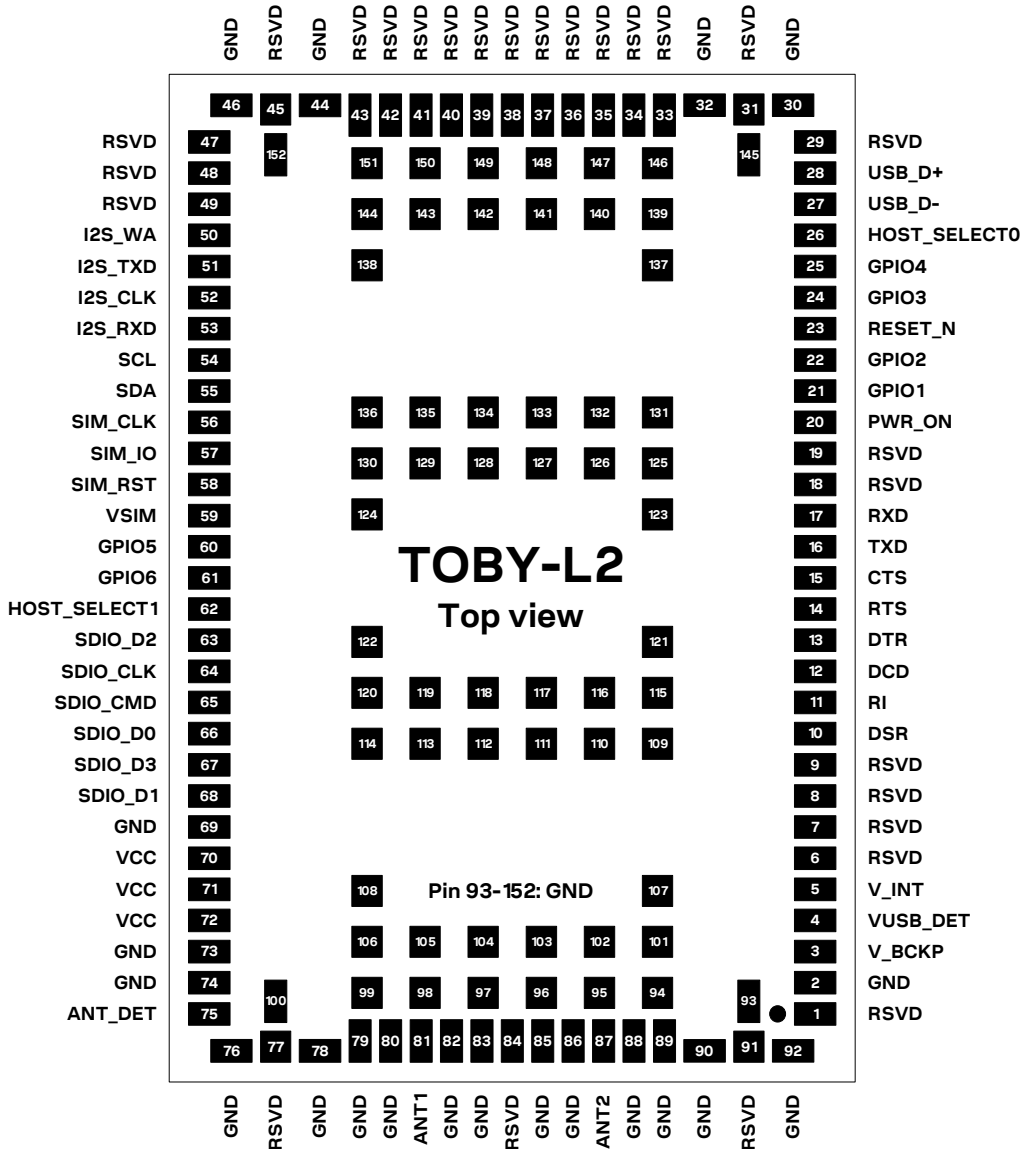 GND RSVD GND RSVD RSVD RSVD RSVD RSVD RSVD RSVD RSVD RSVD RSVD RSVD GND RSVD GND
46 45 44 43 42 41 40 39 38 37 36 35 34 33 32 31 30
RSVD 47 152 151 150 149 148 147 146 145 29 RSVD
RSVD 48 28 USB_D+
RSVD 49 144 143 142 141 140 139 27 USB_D-
I2S_WA 50 26 HOST_SELECT0
I2S_TXD 51 138 137 25 GPIO4
I2S_CLK 52 24 GPIO3
I2S_RXD 53 23 RESET_N
SCL 54 22 GPIO2
SDA 55 21 GPIO1
SIM_CLK 56 136 135 134 133 132 131 20 PWR_ON
SIM_IO 57 130 129 128 127 126 125 19 RSVD
SIM_RST 58 18 RSVD
VSIM 59 124 123 17 RXD
GPIO5 60 16 TXD
TOBY-L2
GPIO6 61 15 CTS
HOST_SELECT1 62 Top view 14 RTS
SDIO_D2 63 122 121 13 DTR
SDIO_CLK 64 12 DCD
SDIO_CMD 65 120 119 118 117 116 115 11 RI
SDIO_D0 66 114 113 112 111 110 109 10 DSR
SDIO_D3 67 9 RSVD
SDIO_D1 68 8 RSVD
GND 69 7 RSVD
VCC 70 6 RSVD
VCC 71 108 Pin 93-152: GND 107 5 V_INT
VCC 72 4 VUSB_DET
GND 73 106 105 104 103 102 101 3 V_BCKP
GND 74 100 99 98 97 96 95 94 93 2 GND
ANT_DET 75 1 RSVD
76 77 78 79 80 81 82 83 84 85 86 87 88 89 90 91 92
GND RSVD GND GND GND ANT1 GND GND RSVD GND GND ANT2 GND GND GND RSVD GND